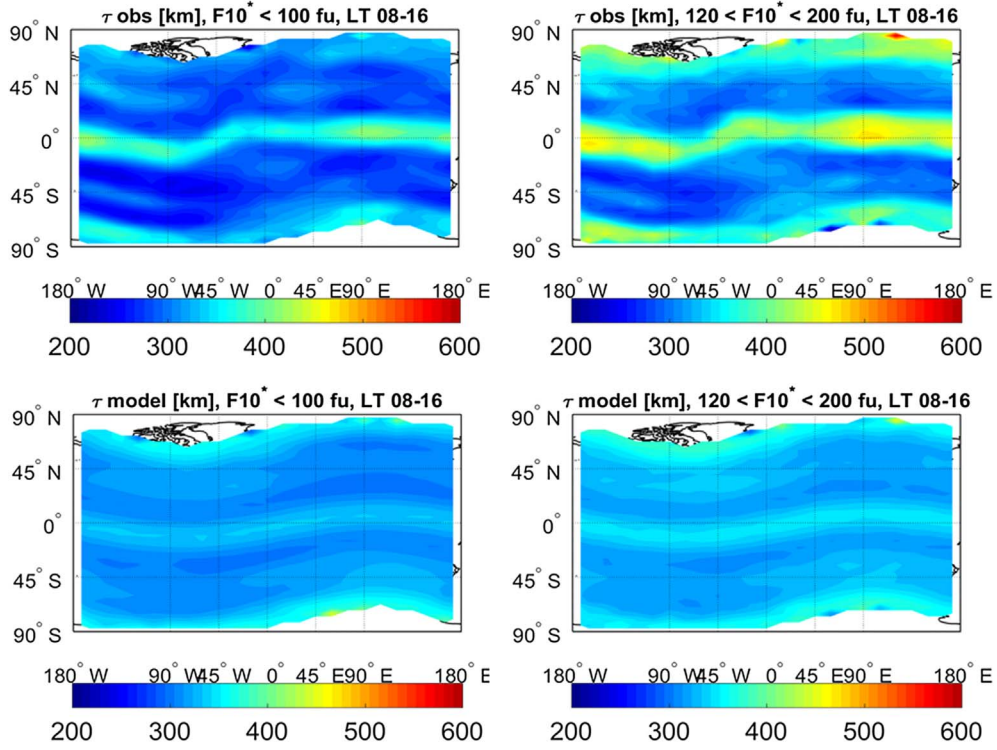 τ obs [km], F10* < 100 fu, LT 08-16
90° N
45° N
0°
45° S
90° S
180° W 90° W 45° W 0° 45° E 90° E 180° E
200 300 400 500 600
τ obs [km], 120 < F10* < 200 fu, LT 08-16
90° N
45° N
0°
45° S
90° S
180° W 90° W 45° W 0° 45° E 90° E 180° E
200 300 400 500 600
τ model [km], F10* < 100 fu, LT 08-16
90° N
45° N
0°
45° S
90° S
180° W 90° W 45° W 0° 45° E 90° E 180° E
200 300 400 500 600
τ model [km], 120 < F10* < 200 fu, LT 08-16
90° N
45° N
0°
45° S
90° S
180° W 90° W 45° W 0° 45° E 90° E 180° E
200 300 400 500 600